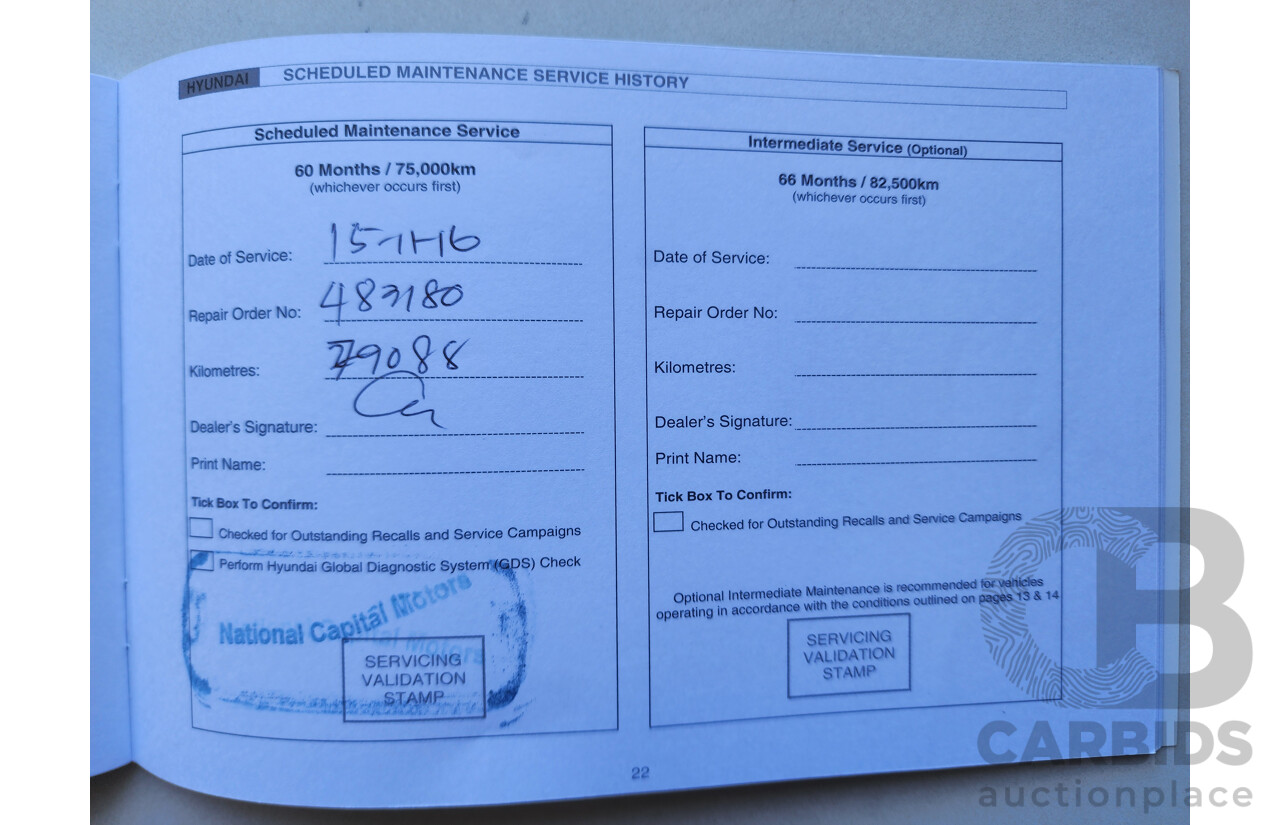 HYUNDAI SCHEDULED MAINTENANCE SERVICE HISTORY
Scheduled Maintenance Service
60 Months / 75,000km
(whichever occurs first)
Date of Service: 15-11-16
Repair Order No:
Kilometres: 79088
Dealer's Signature:
Print Name:
Tick Box To Confirm:
Checked for Outstanding Recalls and Service Campaigns
Perform Hyundai Global Diagnostic System (GDS) Check
National Capital Motors
SERVICING
VALIDATION
STAMP
Intermediate Service (Optional)
66 Months / 82,500km
(whichever occurs first)
Date of Service:
Repair Order No:
Kilometres:
Dealer's Signature:
Print Name:
Tick Box To Confirm:
Checked for Outstanding Recalls and Service Campaigns
Optional Intermediate Maintenance is recommended for vehicles
operating in accordance with the conditions outlined on pages 13 & 14
SERVICING
VALIDATION
STAMP
22
CB
CARBIDS
auctionplace